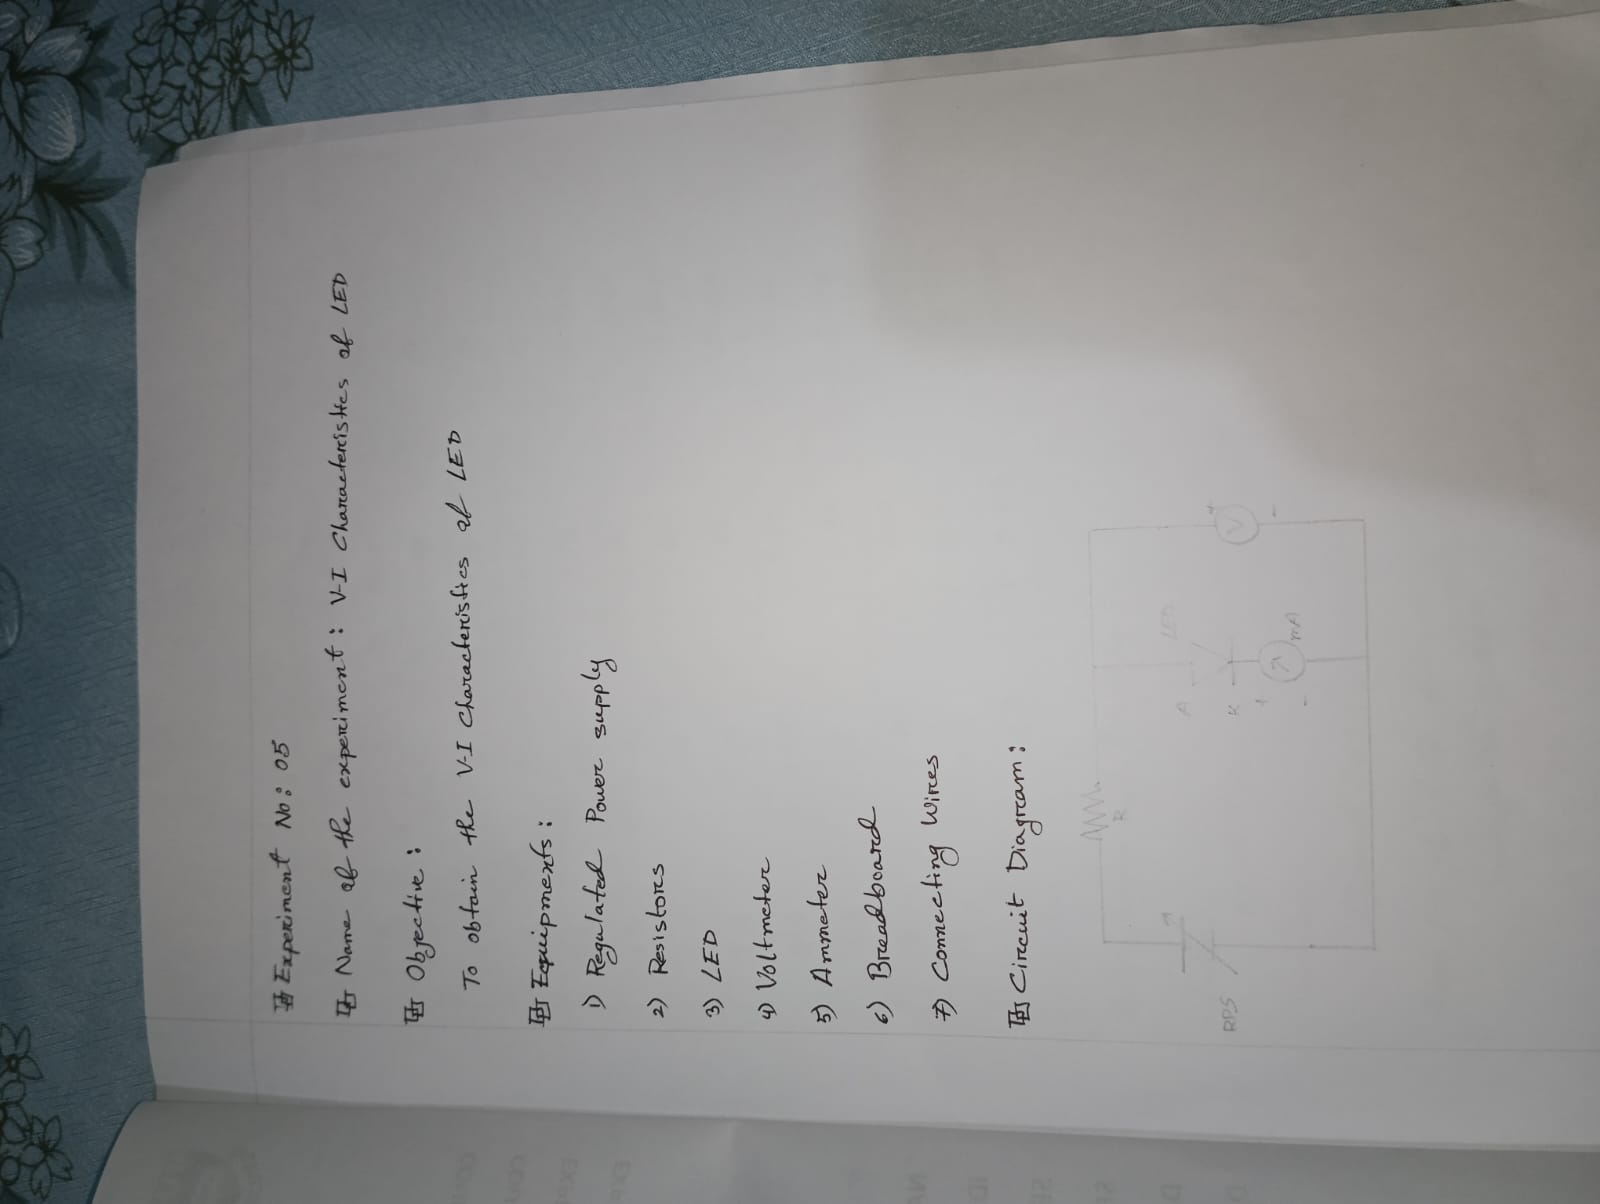 Experiment No: 05
Name of the experiment: V-I Characteristics of LED
Objective:
To obtain the V-I Characteristics of LED
Equipments:
1) Regulated Power supply
2) Resistors
3) LED
4) Voltmeter
5) Ammeter
6) Breadboard
7) Connecting Wires
Circuit Diagram:
R
RPS
A
LED
K
+
-
mA
V
+
-